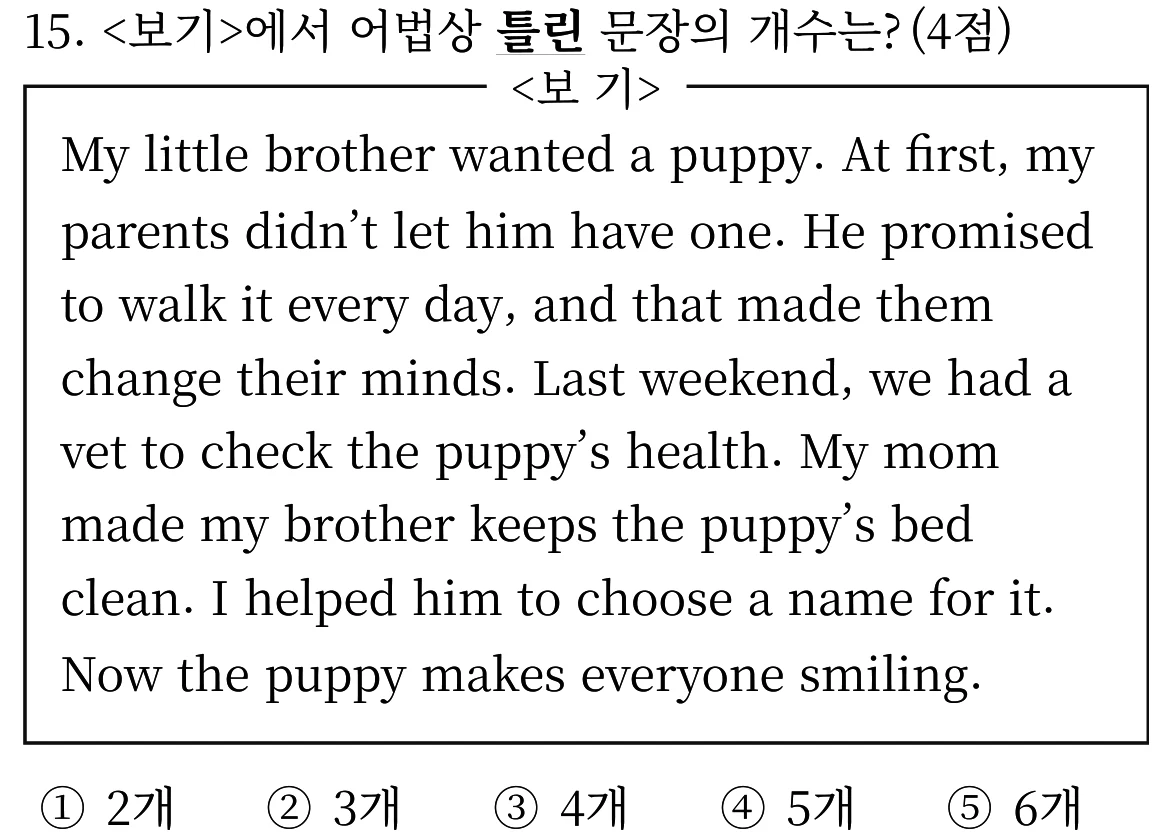 15. <보기>에서 어법상 틀린 문장의 개수는? (4점)
<보 기>
My little brother wanted a puppy. At first, my
parents didn’t let him have one. He promised
to walk it every day, and that made them
change their minds. Last weekend, we had a
vet to check the puppy’s health. My mom
made my brother keeps the puppy’s bed
clean. I helped him to choose a name for it.
Now the puppy makes everyone smiling.
① 2개 ② 3개 ③ 4개 ④ 5개 ⑤ 6개